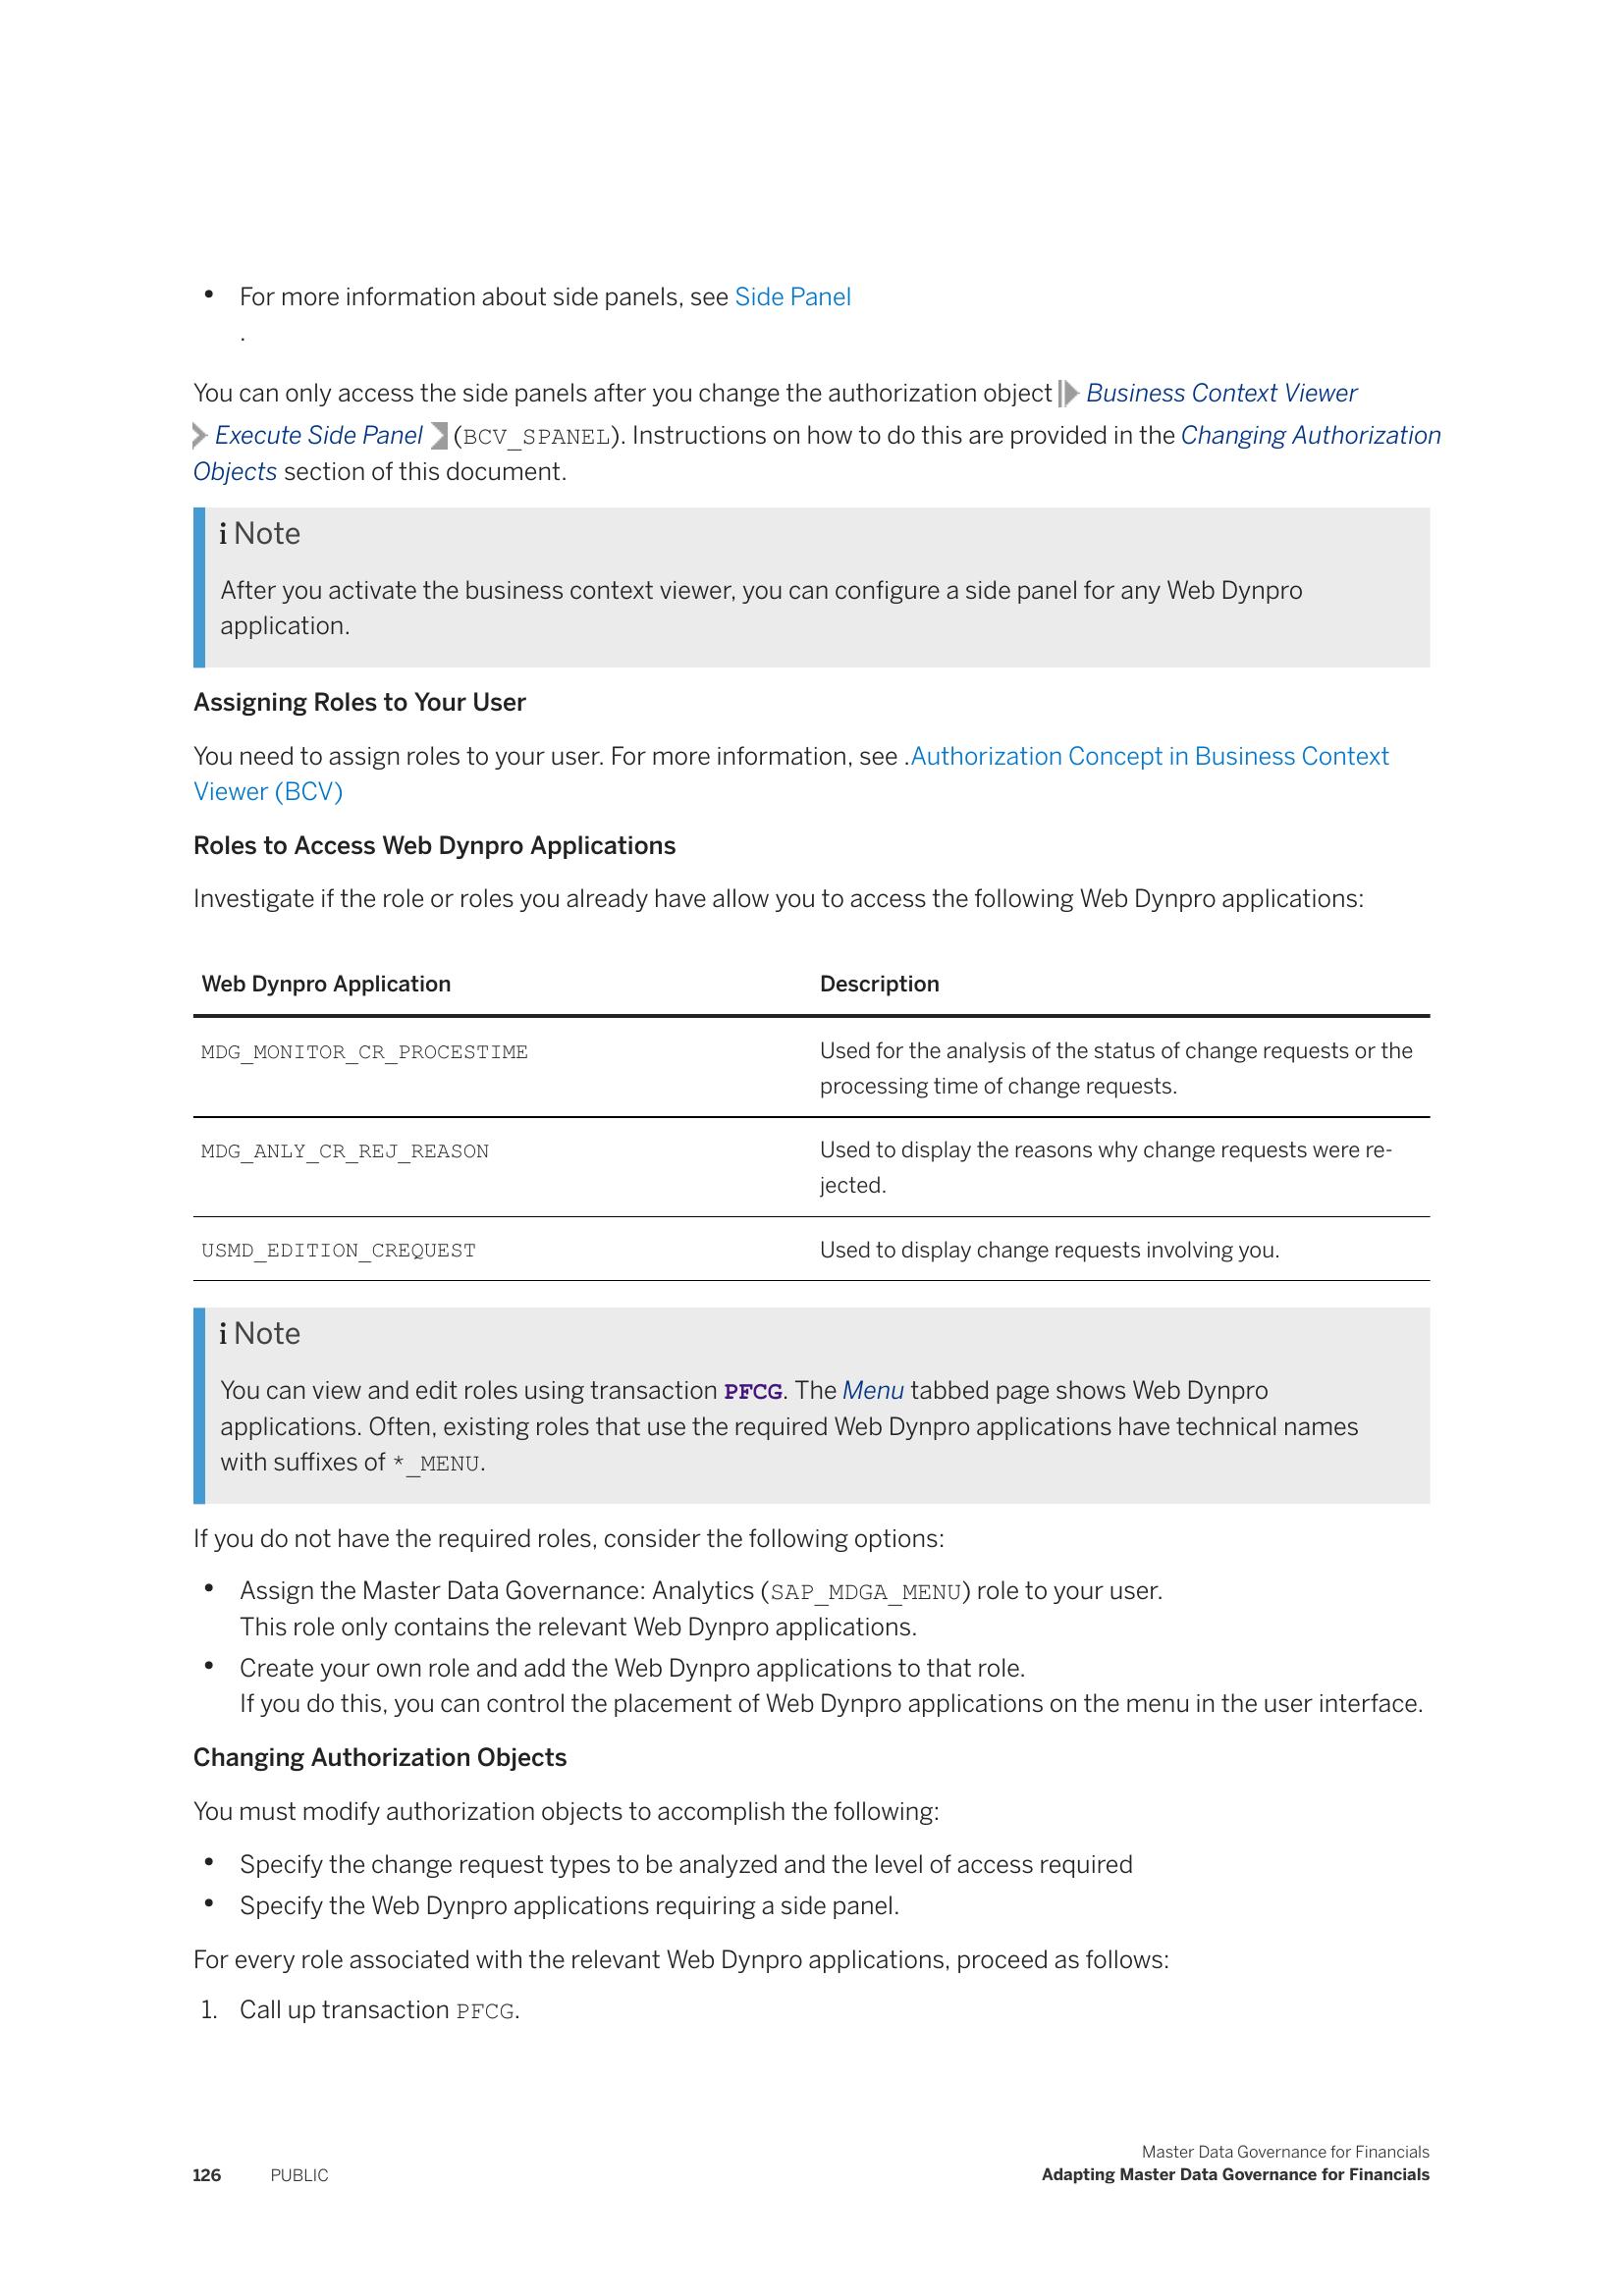 • For more information about side panels, see Side Panel
.
You can only access the side panels after you change the authorization object Business Context Viewer
Execute Side Panel (BCV_SPANEL). Instructions on how to do this are provided in the Changing Authorization
Objects section of this document.
i Note
After you activate the business context viewer, you can configure a side panel for any Web Dynpro
application.
Assigning Roles to Your User
You need to assign roles to your user. For more information, see .Authorization Concept in Business Context
Viewer (BCV)
Roles to Access Web Dynpro Applications
Investigate if the role or roles you already have allow you to access the following Web Dynpro applications:
Web Dynpro Application Description
MDG_MONITOR_CR_PROCESTIME Used for the analysis of the status of change requests or the
processing time of change requests.
MDG_ANLY_CR_REJ_REASON Used to display the reasons why change requests were re-
jected.
USMD_EDITION_CREQUEST Used to display change requests involving you.
i Note
You can view and edit roles using transaction PFCG. The Menu tabbed page shows Web Dynpro
applications. Often, existing roles that use the required Web Dynpro applications have technical names
with suffixes of *_MENU.
If you do not have the required roles, consider the following options:
• Assign the Master Data Governance: Analytics (SAP_MDGA_MENU) role to your user.
This role only contains the relevant Web Dynpro applications.
• Create your own role and add the Web Dynpro applications to that role.
If you do this, you can control the placement of Web Dynpro applications on the menu in the user interface.
Changing Authorization Objects
You must modify authorization objects to accomplish the following:
• Specify the change request types to be analyzed and the level of access required
• Specify the Web Dynpro applications requiring a side panel.
For every role associated with the relevant Web Dynpro applications, proceed as follows:
1. Call up transaction PFCG.
Master Data Governance for Financials
126 PUBLIC Adapting Master Data Governance for Financials